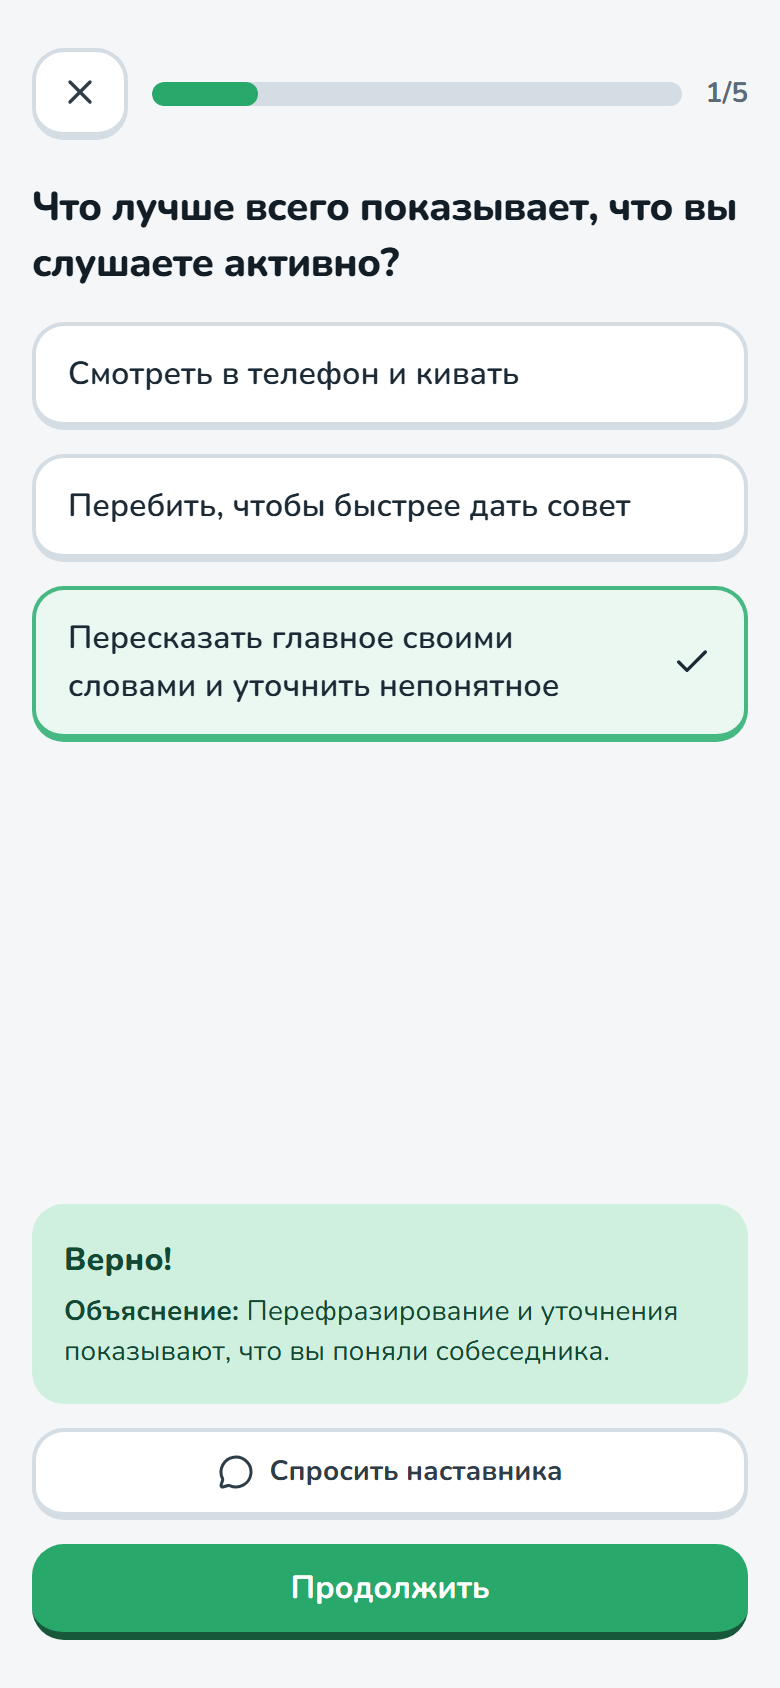 1/5
Что лучше всего показывает, что вы
слушаете активно?
Смотреть в телефон и кивать
Перебить, чтобы быстрее дать совет
Пересказать главное своими
словами и уточнить непонятное
Верно!
Объяснение: Перефразирование и уточнения
показывают, что вы поняли собеседника.
Спросить наставника
Продолжить